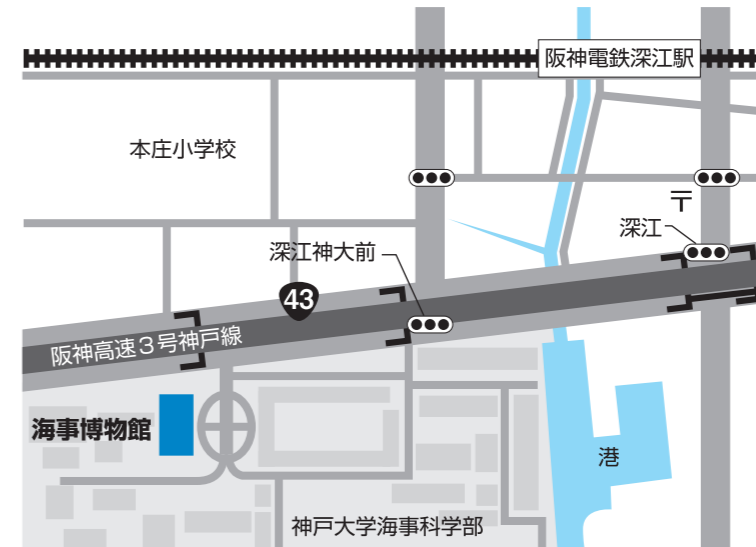 阪神電鉄深江駅
本庄小学校
〒
深江
深江神大前
43
阪神高速3号神戸線
海事博物館
港
神戸大学海事科学部